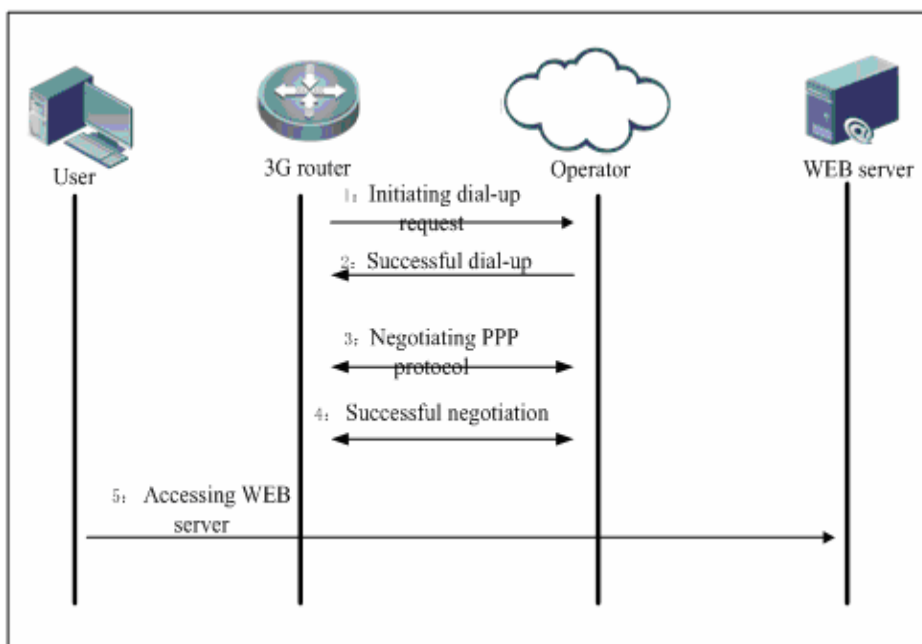 User
3G router
Operator
WEB server
1: Initiating dial-up
request
2: Successful dial-up
3: Negotiating PPP
protocol
4: Successful negotiation
5: Accessing WEB
server